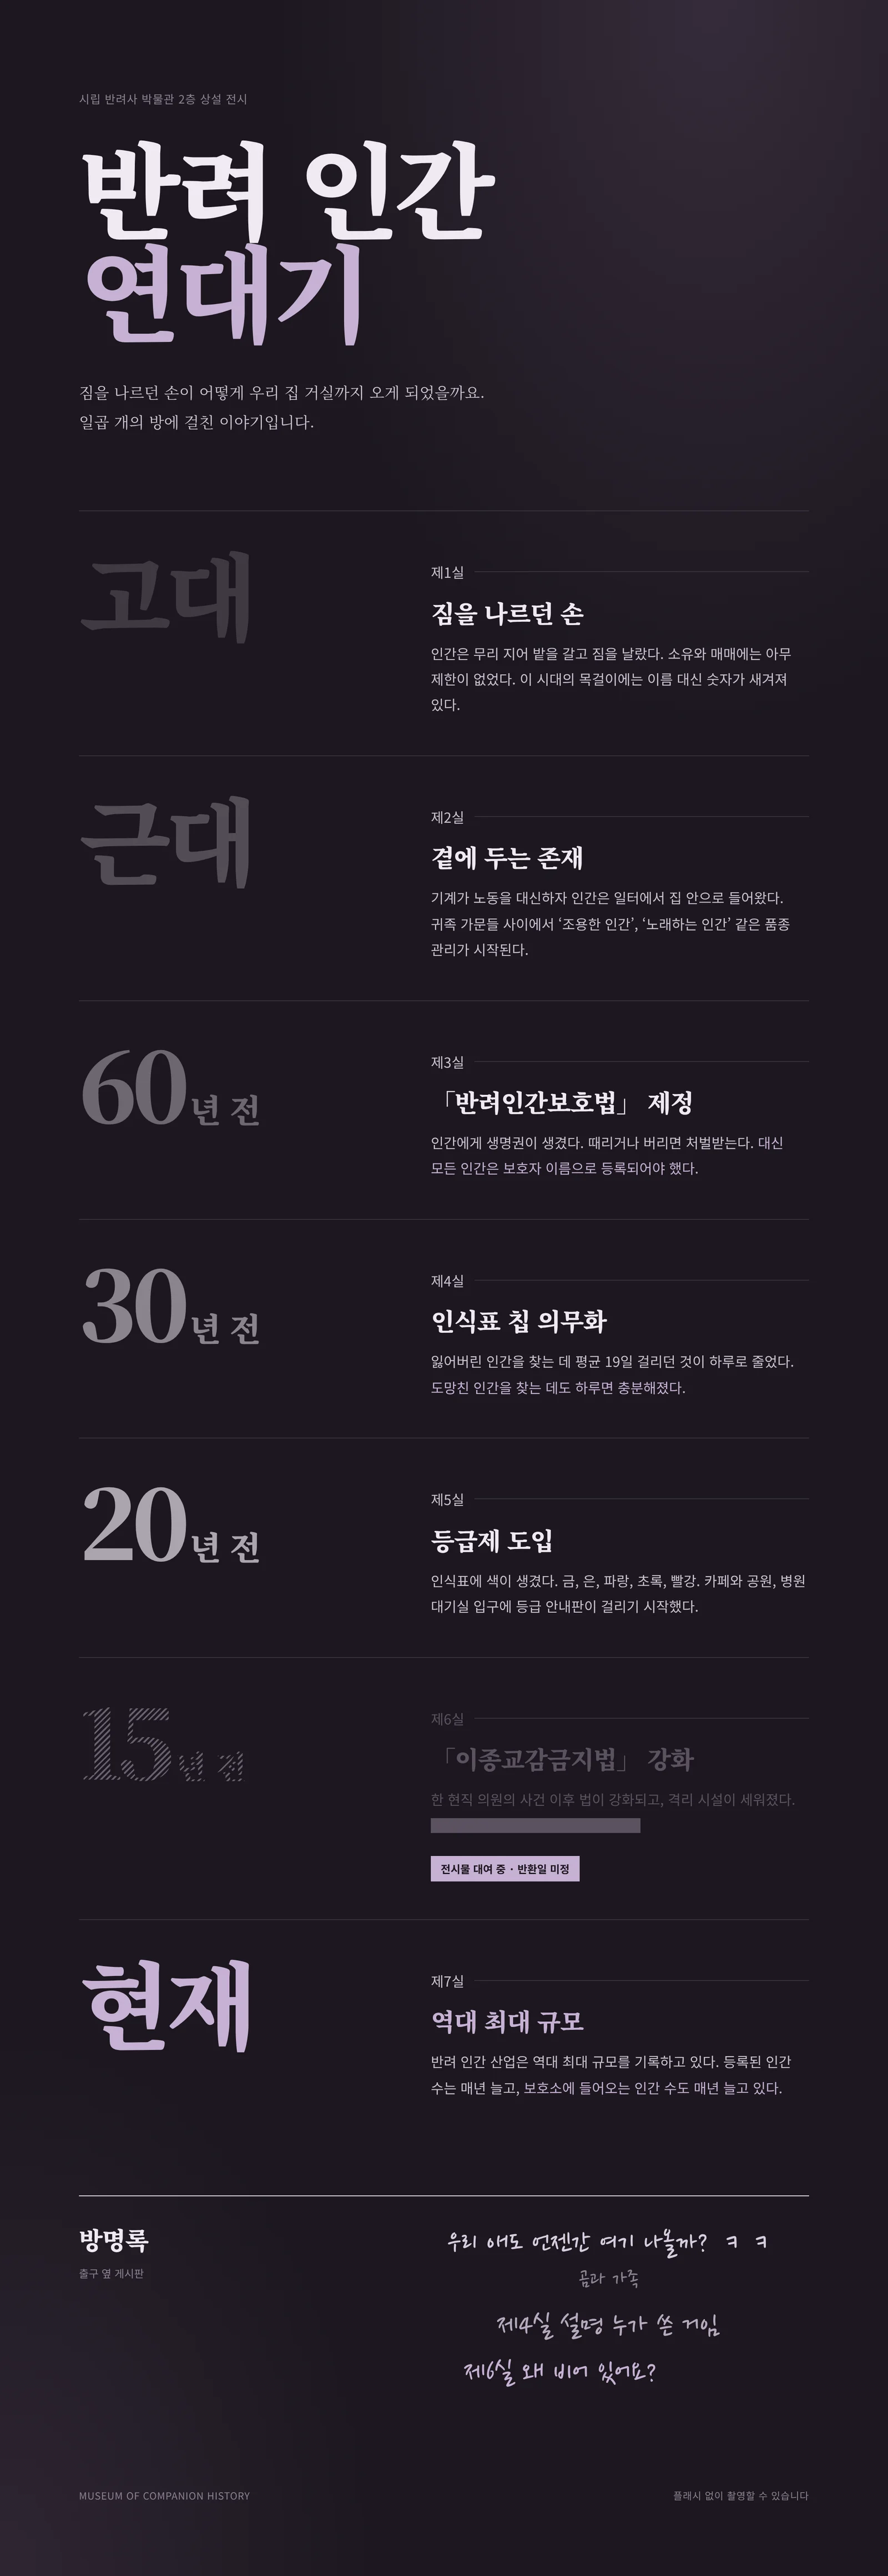 시립 반려사 박물관 2층 상설 전시
반려 인간
연대기
짐을 나르던 손이 어떻게 우리 집 거실까지 오게 되었을까요.
일곱 개의 방에 걸친 이야기입니다.
고대
제1실
짐을 나르던 손
인간은 무리 지어 밭을 갈고 짐을 날랐다. 소유와 매매에는 아무
제한이 없었다. 이 시대의 목걸이에는 이름 대신 숫자가 새겨져
있다.
근대
제2실
곁에 두는 존재
기계가 노동을 대신하자 인간은 일터에서 집 안으로 들어왔다.
귀족 가문들 사이에서 ‘조용한 인간’, ‘노래하는 인간’ 같은 품종
관리가 시작된다.
60년 전
제3실
「반려인간보호법」 제정
인간에게 생명권이 생겼다. 때리거나 버리면 처벌받는다. 대신
모든 인간은 보호자 이름으로 등록되어야 했다.
30년 전
제4실
인식표 칩 의무화
잃어버린 인간을 찾는 데 평균 19일 걸리던 것이 하루로 줄었다.
도망친 인간을 찾는 데도 하루면 충분해졌다.
20년 전
제5실
등급제 도입
인식표에 색이 생겼다. 금, 은, 파랑, 초록, 빨강. 카페와 공원, 병원
대기실 입구에 등급 안내판이 걸리기 시작했다.
15년 전
제6실
「이종교감금지법」 강화
한 현직 의원의 사건 이후 법이 강화되고, 격리 시설이 세워졌다.
전시물 대여 중 · 반환일 미정
현재
제7실
역대 최대 규모
반려 인간 산업은 역대 최대 규모를 기록하고 있다. 등록된 인간
수는 매년 늘고, 보호소에 들어오는 인간 수도 매년 늘고 있다.
방명록
출구 옆 게시판
우리 애도 언젠간 여기 나올까? ㅋ ㅋ
곰과 가족
제4실 설명 누가 쓴 거임
제6실 왜 비어 있어요?
MUSEUM OF COMPANION HISTORY
플래시 없이 촬영할 수 있습니다